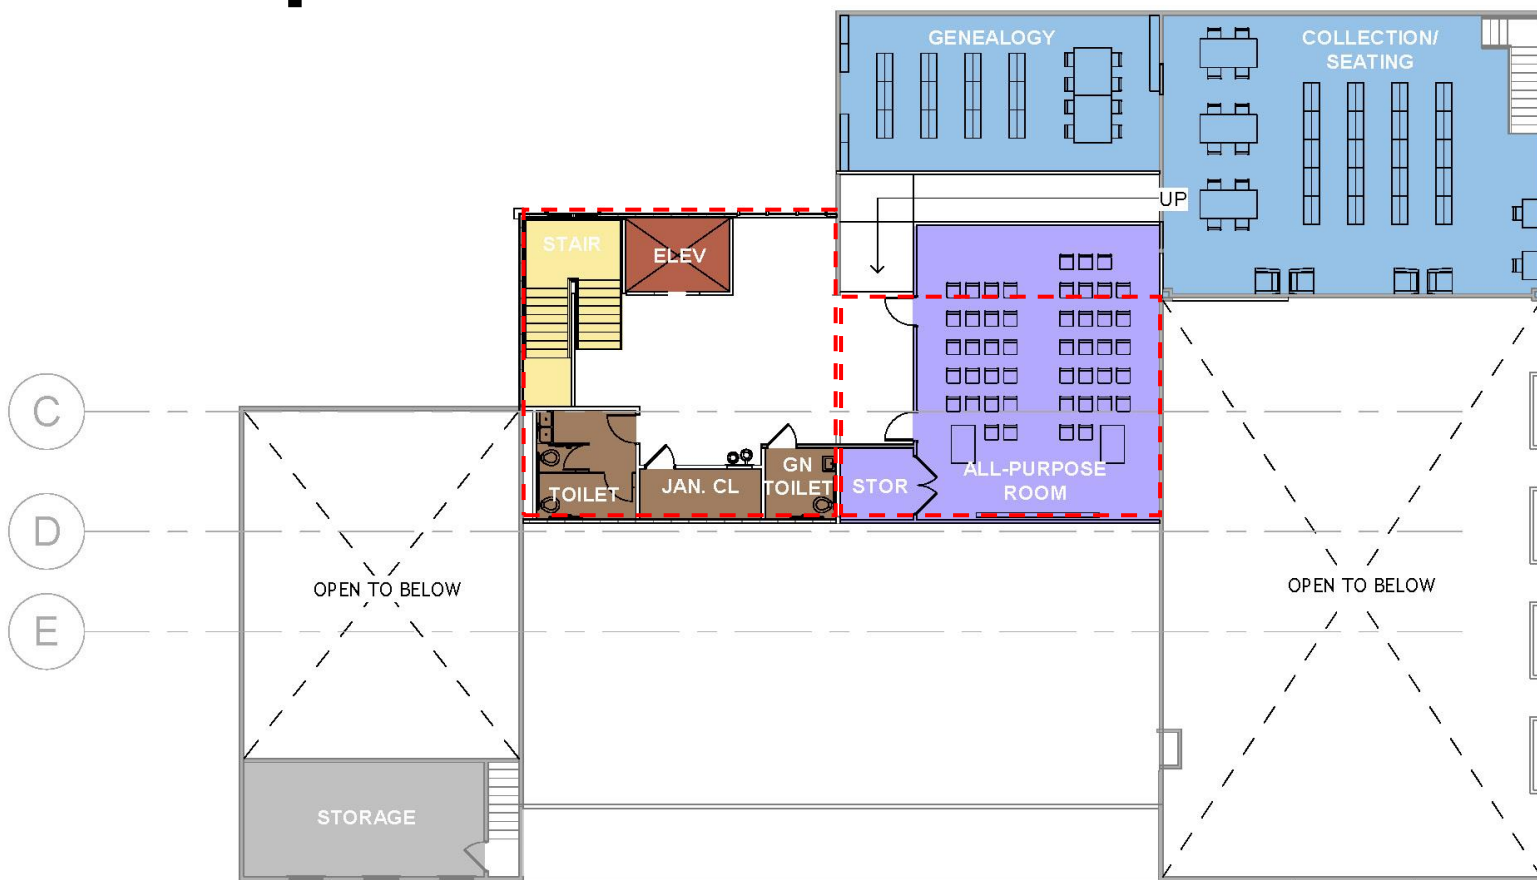 GENEALOGY
COLLECTION/
SEATING
UP
STAIR
ELEV
C
GN
TOILET
JAN. CL
TOILET
STOR
ALL-PURPOSE
ROOM
D
OPEN TO BELOW
OPEN TO BELOW
E
STORAGE